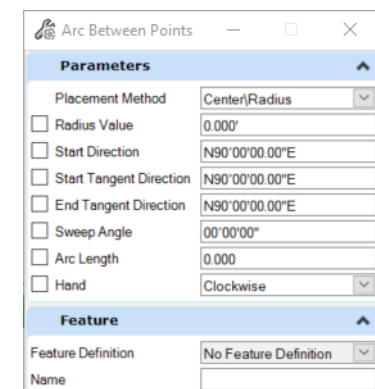 Arc Between Points
Parameters
Placement Method Center\Radius
Radius Value 0.000'
Start Direction N90°00'00.00"E
Start Tangent Direction N90°00'00.00"E
End Tangent Direction N90°00'00.00"E
Sweep Angle 00°00'00"
Arc Length 0.000
Hand Clockwise
Feature
Feature Definition No Feature Definition
Name